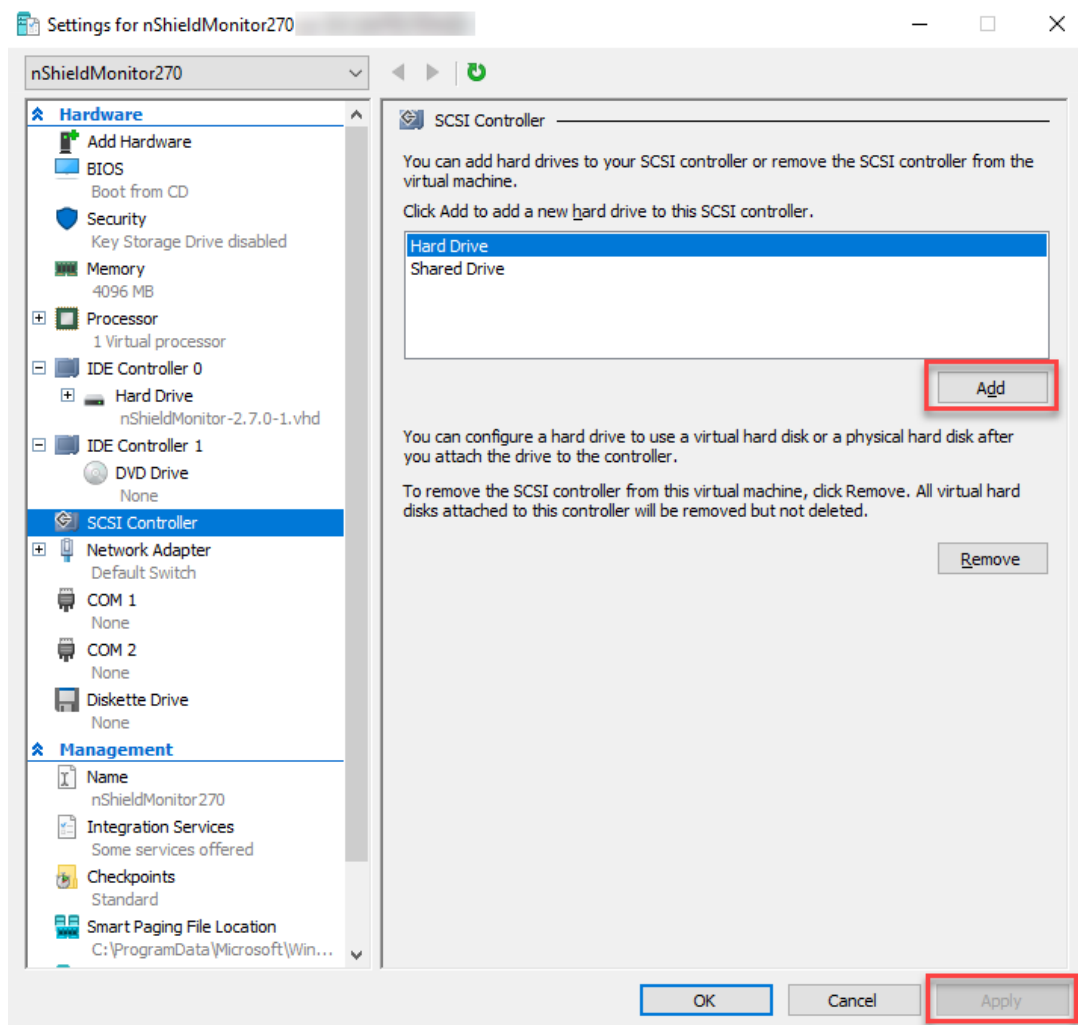 Settings for nShieldMonitor270
nShieldMonitor270
Hardware
Add Hardware
BIOS
Boot from CD
Security
Key Storage Drive disabled
Memory
4096 MB
Processor
1 Virtual processor
IDE Controller 0
Hard Drive
nShieldMonitor-2.7.0-1.vhd
IDE Controller 1
DVD Drive
None
SCSI Controller
Network Adapter
Default Switch
COM 1
None
COM 2
None
Diskette Drive
None
Management
Name
nShieldMonitor270
Integration Services
Some services offered
Checkpoints
Standard
Smart Paging File Location
C:\ProgramData\Microsoft\Win...
SCSI Controller
You can add hard drives to your SCSI controller or remove the SCSI controller from the
virtual machine.
Click Add to add a new hard drive to this SCSI controller.
Hard Drive
Shared Drive
Add
You can configure a hard drive to use a virtual hard disk or a physical hard disk after
you attach the drive to the controller.
To remove the SCSI controller from this virtual machine, click Remove. All virtual hard
disks attached to this controller will be removed but not deleted.
Remove
OK
Cancel
Apply